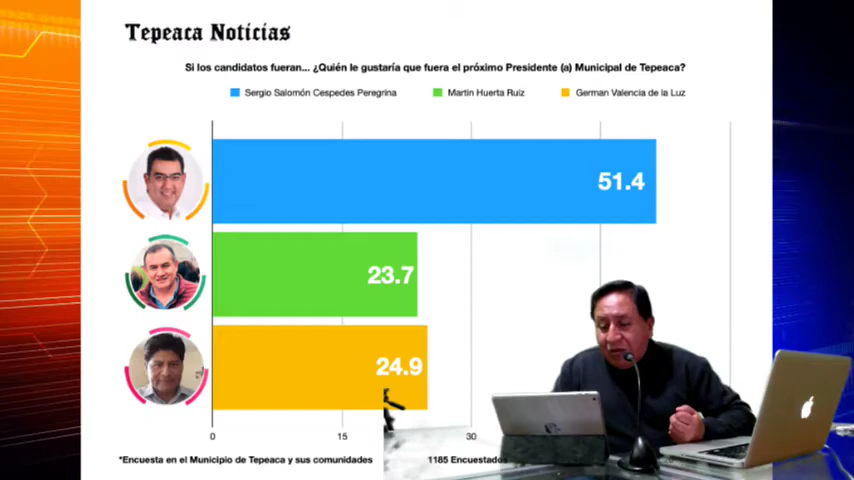 Tepeaca Noticias
Si los candidatos fueran... ¿Quién le gustaría que fuera el próximo Presidente (a) Municipal de Tepeaca?
Sergio Salomón Cespedes Peregrina Martin Huerta Ruiz German Valencia de la Luz
51.4
23.7
24.9
0 15 30
*Encuesta en el Municipio de Tepeaca y sus comunidades 1185 Encuestados